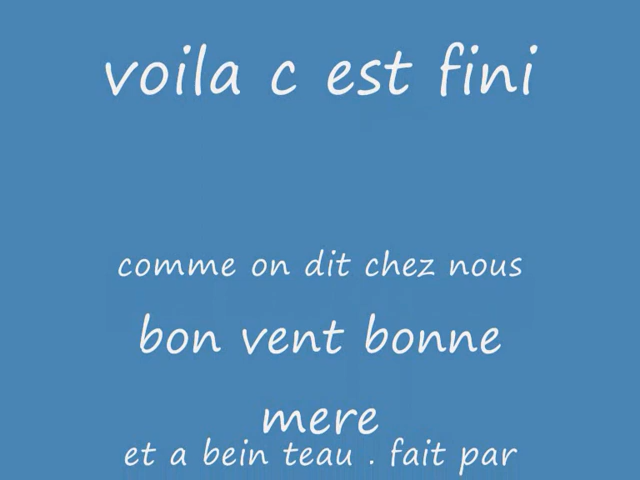 voila c est fini
comme on dit chez nous
bon vent bonne
mere
et a bein teau . fait par